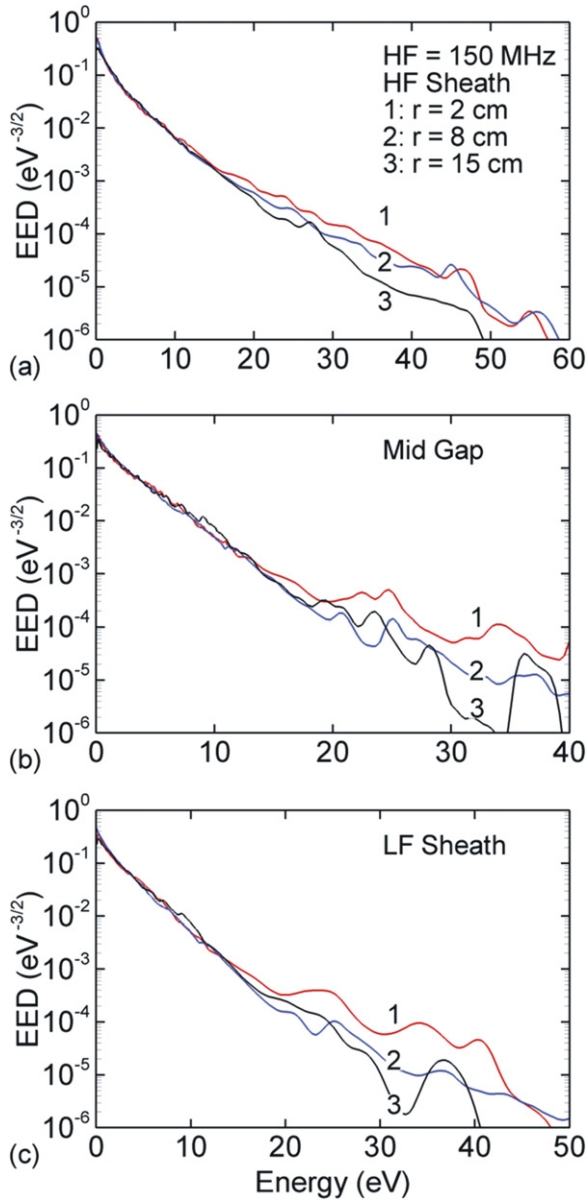 10⁰
10⁻¹
10⁻²
10⁻³
10⁻⁴
10⁻⁵
10⁻⁶
EED (eV⁻³/²)
HF = 150 MHz
HF Sheath
1: r = 2 cm
2: r = 8 cm
3: r = 15 cm
1
2
3
0 10 20 30 40 50 60
(a)
10⁰
10⁻¹
10⁻²
10⁻³
10⁻⁴
10⁻⁵
10⁻⁶
EED (eV⁻³/²)
Mid Gap
1
2
3
0 10 20 30 40
(b)
10⁰
10⁻¹
10⁻²
10⁻³
10⁻⁴
10⁻⁵
10⁻⁶
EED (eV⁻³/²)
LF Sheath
1
2
3
0 10 20 30 40 50
(c)
Energy (eV)